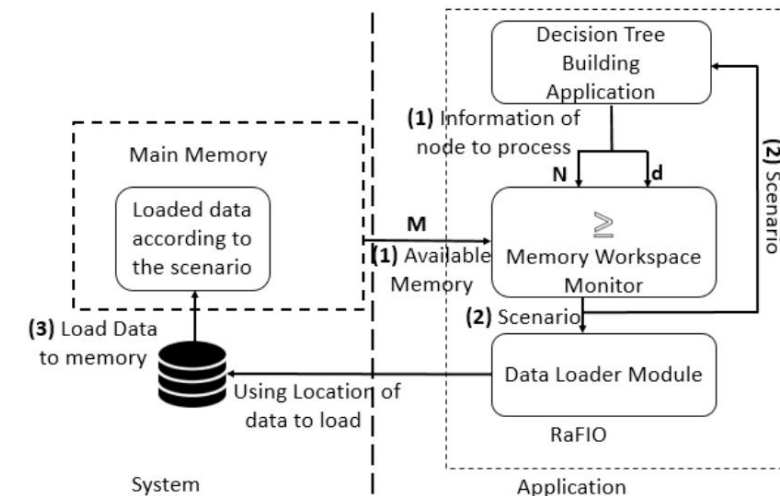 Decision Tree
Building
Application
(1) Information of
node to process
N
d
(2) Scenario
Main Memory
Loaded data
according to
the scenario
M
(1) Available
Memory
≥
Memory Workspace
Monitor
(2) Scenario
(3) Load Data
to memory
Data Loader Module
Using Location of
data to load
RaFIO
System
Application